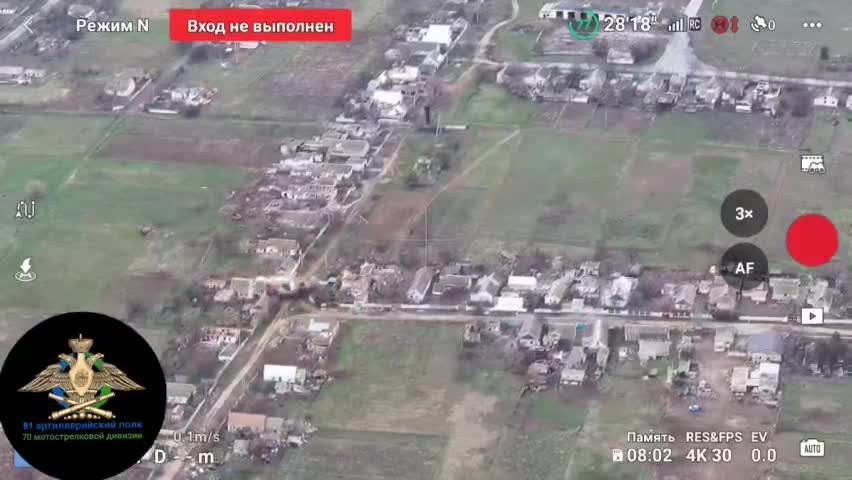 Режим N
Вход не выполнен
77
28'18"
RC
0
3×
AF
81 артиллерийский полк
70 мотострелковой дивизии
0.1m/s
D -- m
Память RES&FPS EV
08:02 4K 30 0.0
AUTO